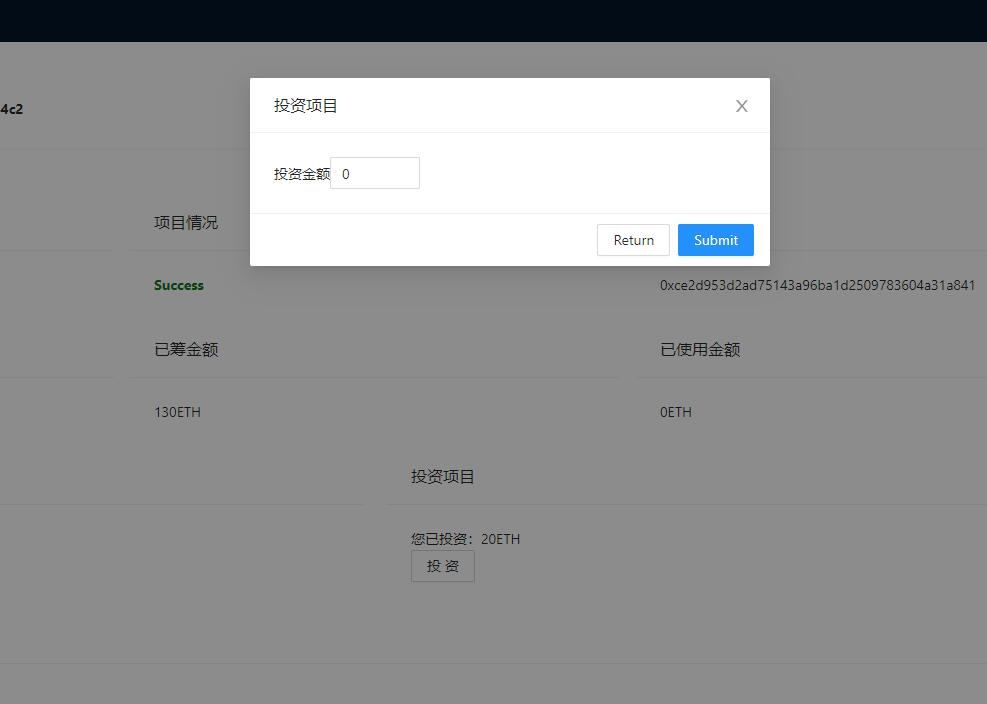 投资项目
投资金额 0
Return Submit
4c2
项目情况
Success 0xce2d953d2ad75143a96ba1d2509783604a31a841
已筹金额 已使用金额
130ETH 0ETH
投资项目
您已投资：20ETH
投 资